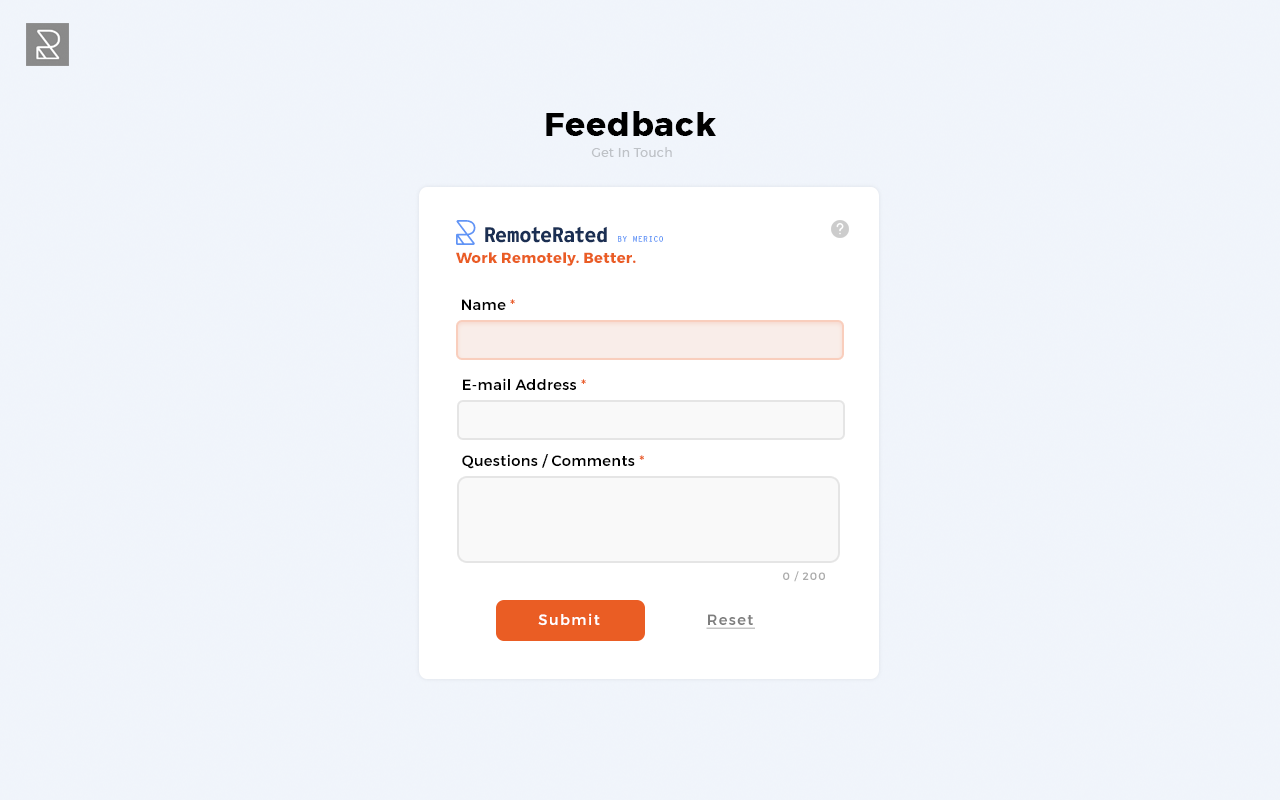 Feedback
Get In Touch
RemoteRated BY MERICO
?
Work Remotely. Better.
Name *
E-mail Address *
Questions / Comments *
0 / 200
Submit
Reset